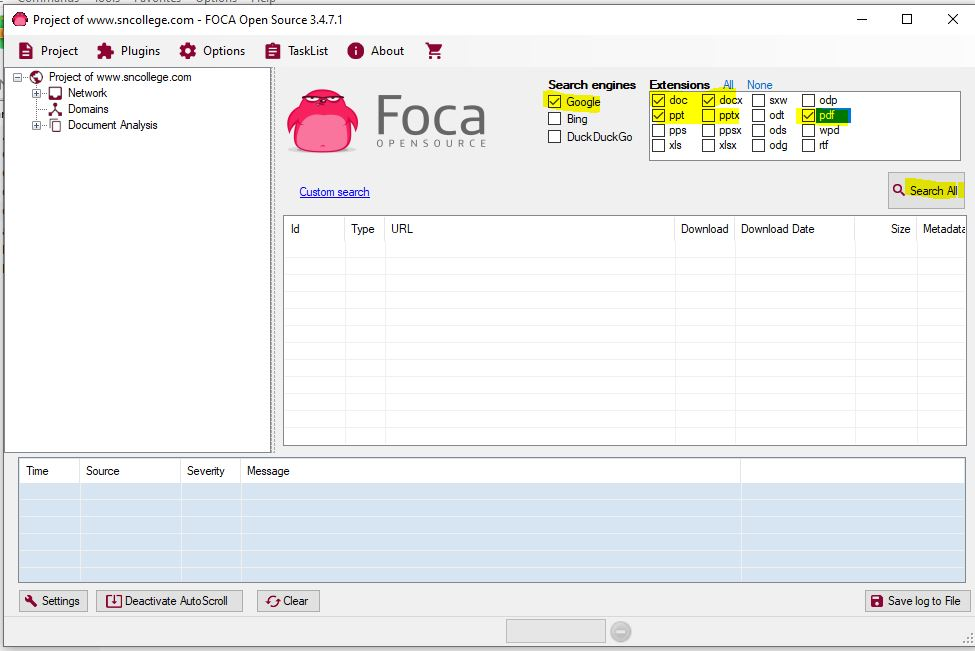 Project of www.sncollege.com - FOCA Open Source 3.4.7.1
Project Plugins Options TaskList About
Project of www.sncollege.com
Network
Domains
Document Analysis
Foca
OPENSOURCE
Search engines
Google
Bing
DuckDuckGo
Extensions All None
doc docx sxw odp
ppt pptx odt pdf
pps ppsx ods wpd
xls xlsx odg rtf
Custom search
Search All
Id Type URL Download Download Date Size Metadata
Time Source Severity Message
Settings Deactivate AutoScroll Clear Save log to File